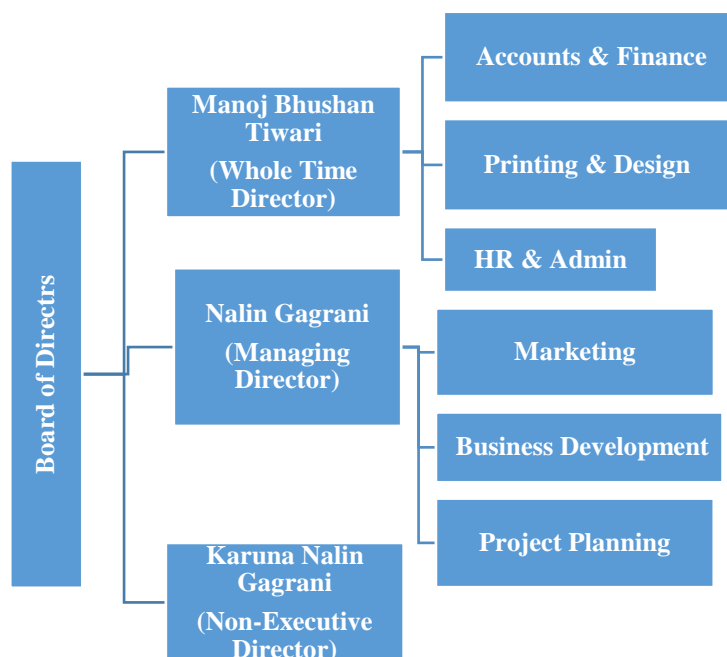 Board of Directrs
Manoj Bhushan
Tiwari
(Whole Time
Director)
Accounts & Finance
Printing & Design
HR & Admin
Nalin Gagrani
(Managing
Director)
Marketing
Business Development
Project Planning
Karuna Nalin
Gagrani
(Non-Executive
Director)